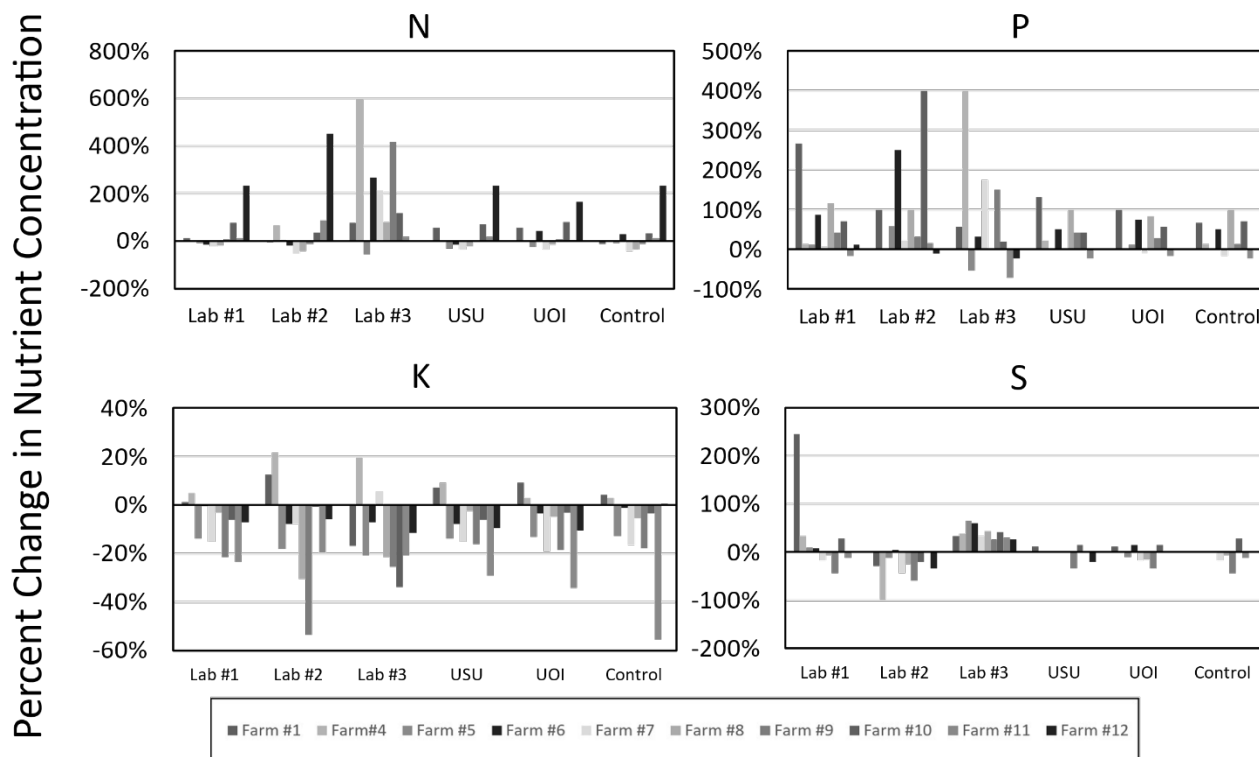 Percent Change in Nutrient Concentration
N
800%
600%
400%
200%
0%
-200%
Lab #1 Lab #2 Lab #3 USU UOI Control
P
500%
400%
300%
200%
100%
0%
-100%
Lab #1 Lab #2 Lab #3 USU UOI Control
K
40%
20%
0%
-20%
-40%
-60%
Lab #1 Lab #2 Lab #3 USU UOI Control
S
300%
200%
100%
0%
-100%
-200%
Lab #1 Lab #2 Lab #3 USU UOI Control
Farm #1 Farm#4 Farm #5 Farm #6 Farm #7 Farm #8 Farm #9 Farm #10 Farm #11 Farm #12